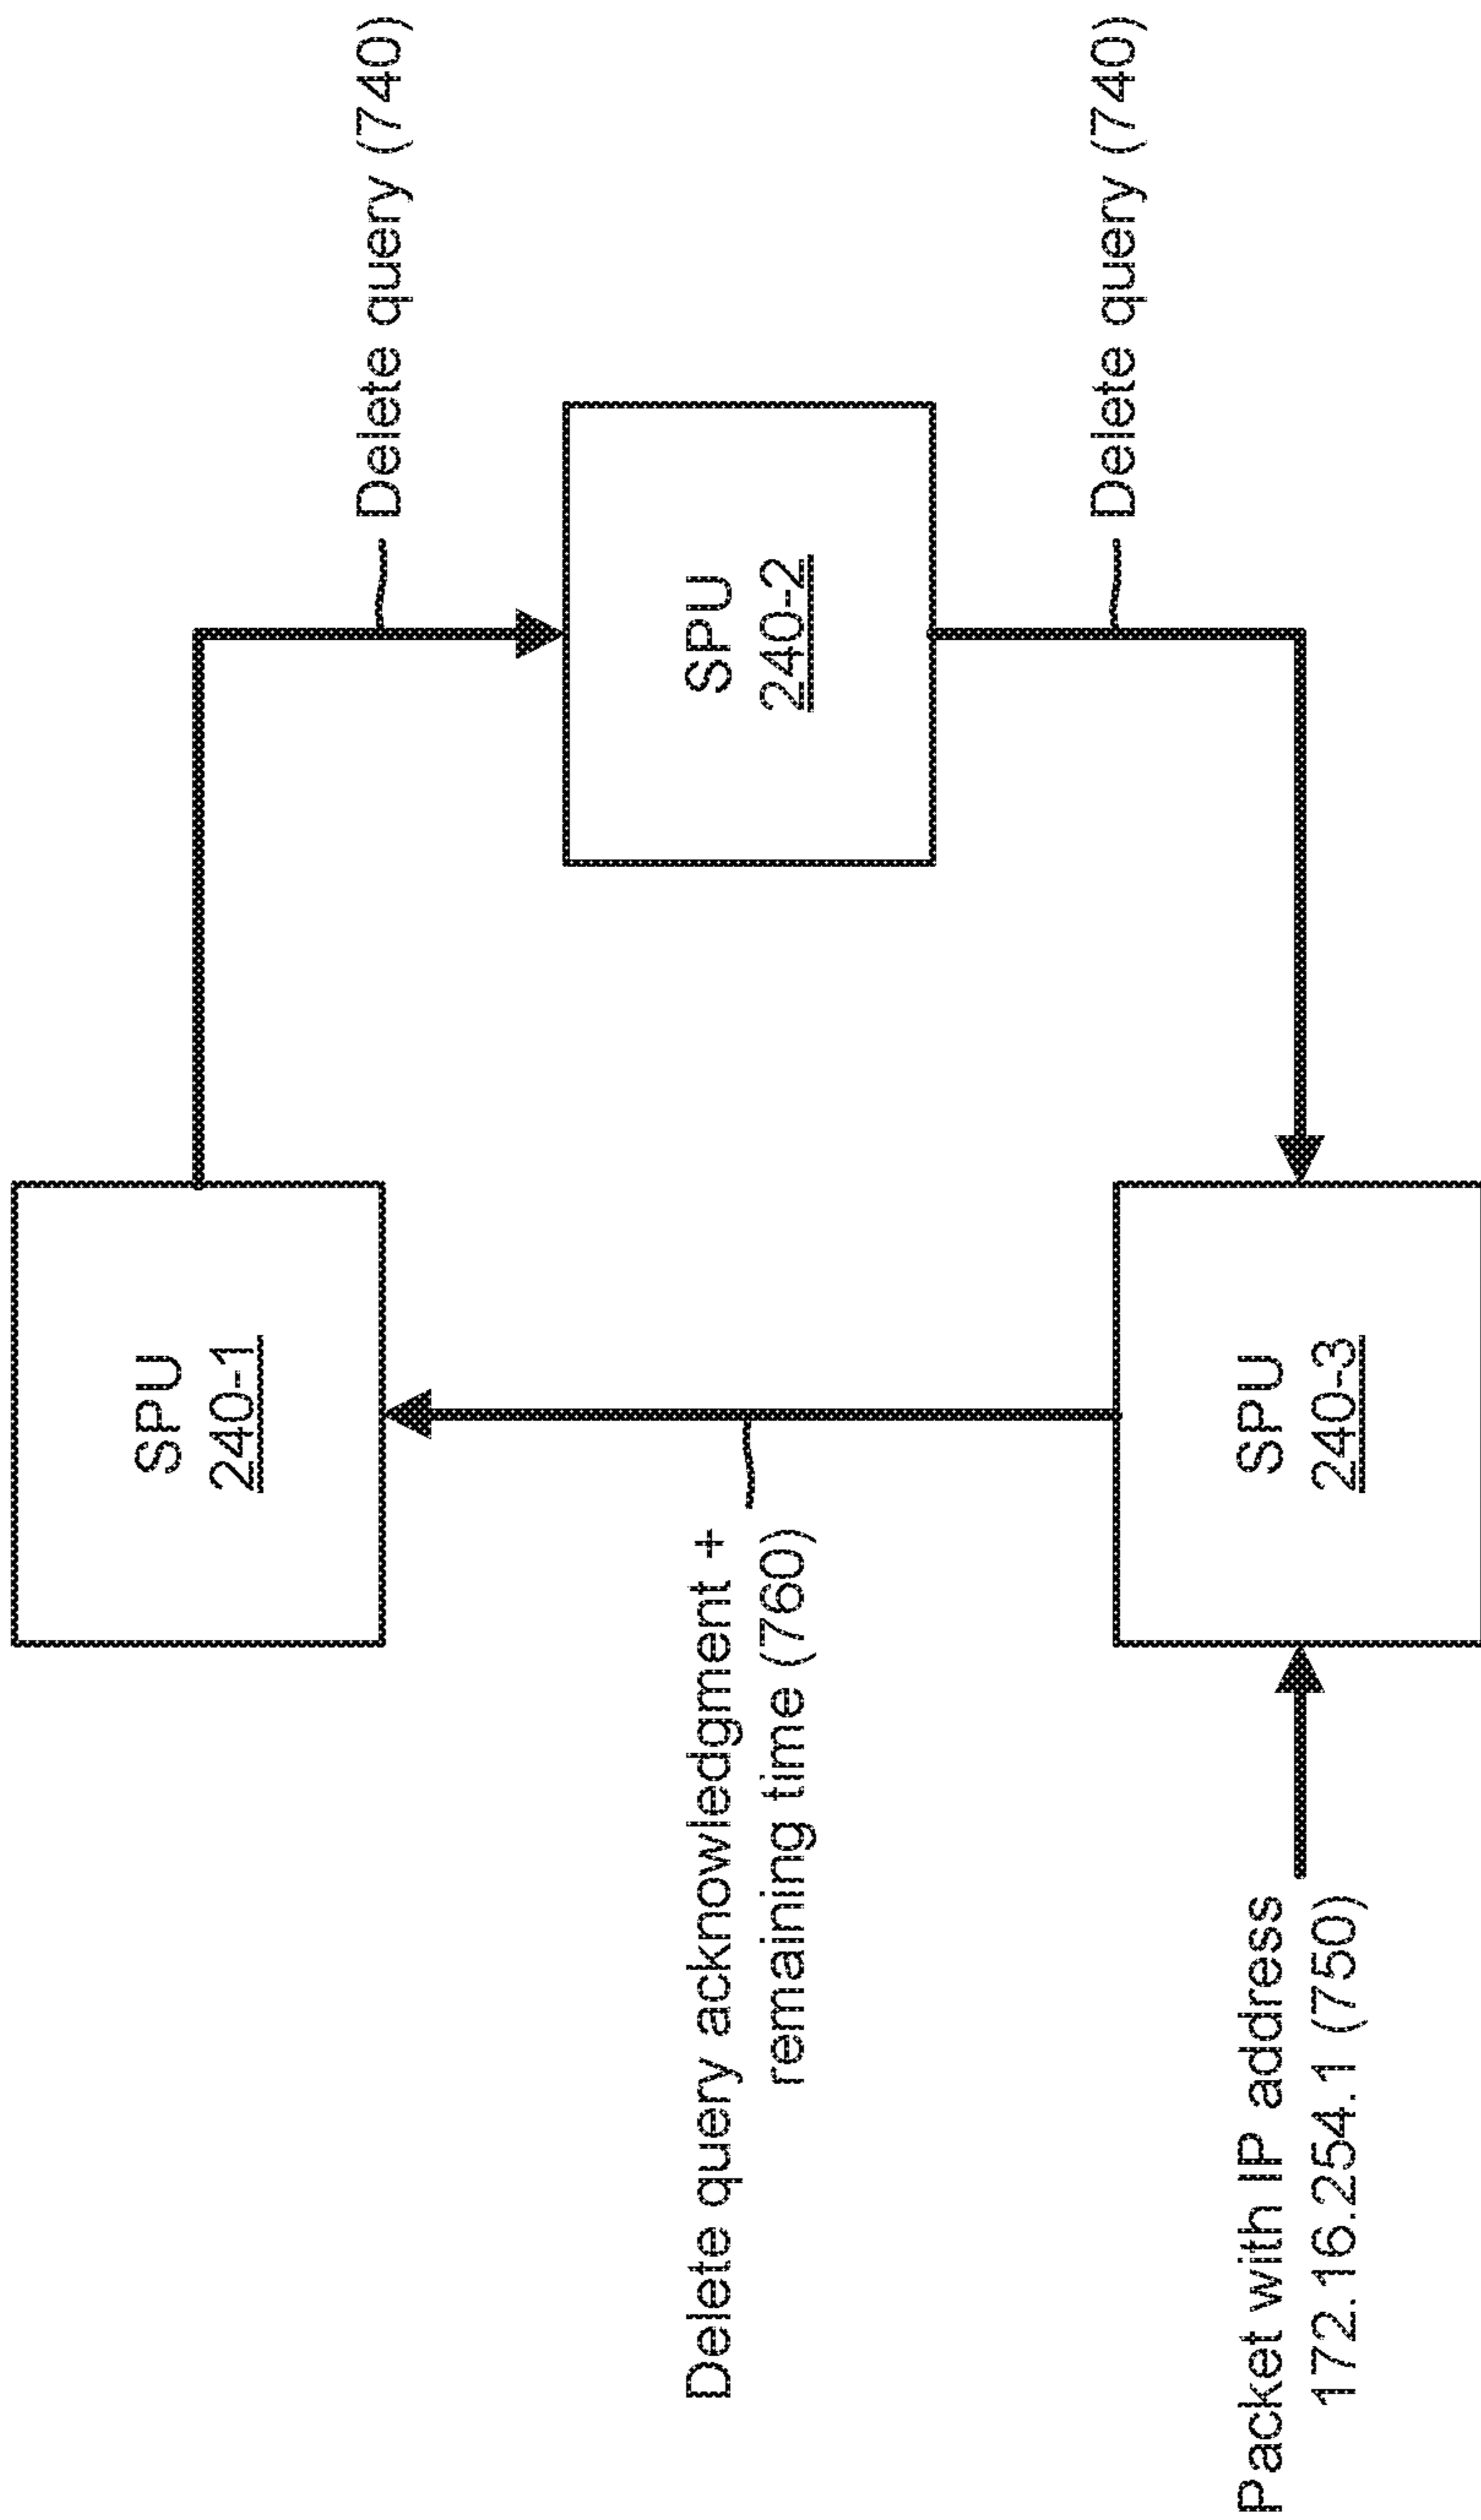 Delete query (740)
SPU
240-1
SPU
240-2
Delete query acknowledgment +
remaining time (760)
Delete query (740)
Packet with IP address
172.16.254.1 (750)
SPU
240-3